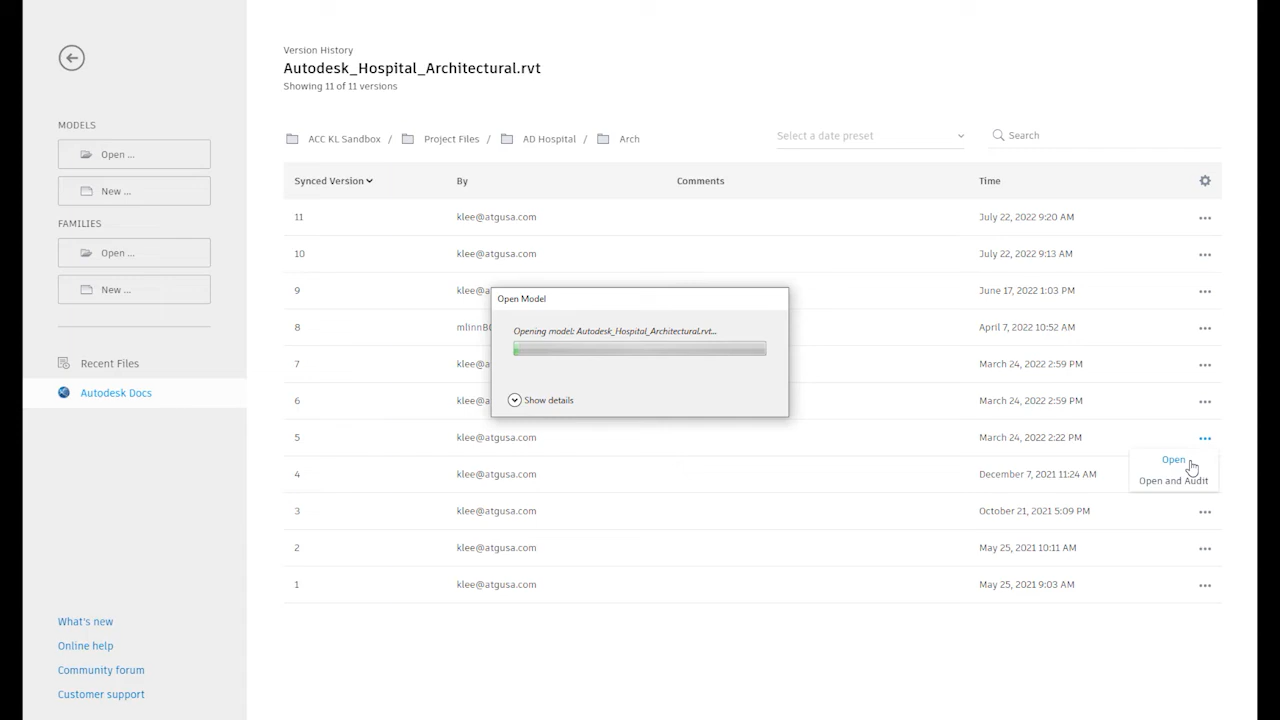 Version History
Autodesk_Hospital_Architectural.rvt
Showing 11 of 11 versions
MODELS
Open ...
New ...
FAMILIES
Open ...
New ...
Recent Files
Autodesk Docs
What's new
Online help
Community forum
Customer support
ACC KL Sandbox / Project Files / AD Hospital / Arch
Select a date preset
Search
Synced Version By Comments Time
11 klee@atgusa.com July 22, 2022 9:20 AM
10 klee@atgusa.com July 22, 2022 9:13 AM
9 klee@a June 17, 2022 1:03 PM
8 April 7, 2022 10:52 AM
7 klee@a March 24, 2022 2:59 PM
6 klee@a March 24, 2022 2:59 PM
5 klee@atgusa.com March 24, 2022 2:22 PM
4 klee@atgusa.com December 7, 2021 11:24 AM
3 klee@atgusa.com October 21, 2021 5:09 PM
2 klee@atgusa.com May 25, 2021 10:11 AM
1 klee@atgusa.com May 25, 2021 9:03 AM
Open Model
Opening model: Autodesk_Hospital_Architectural.rvt...
Show details
Open
Open and Audit